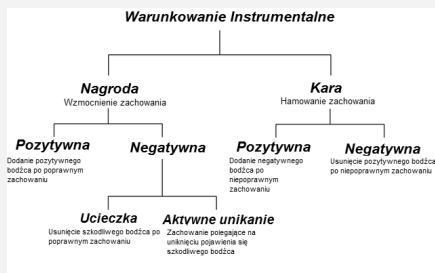 Warunkowanie Instrumentalne
Nagroda
Wzmocnienie zachowania
Kara
Hamowanie zachowania
Pozytywna
Dodanie pozytywnego
bodźca po poprawnym
zachowaniu
Negatywna
Pozytywna
Dodanie negatywnego
bodźca po
niepoprawnym
zachowaniu
Negatywna
Usunięcie pozytywnego bodźca
po niepoprawnym zachowaniu
Ucieczka
Usunięcie szkodliwego bodźca po
poprawnym zachowaniu
Aktywne unikanie
Zachowanie polegające na
uniknięciu pojawienia się
szkodliwego bodźca